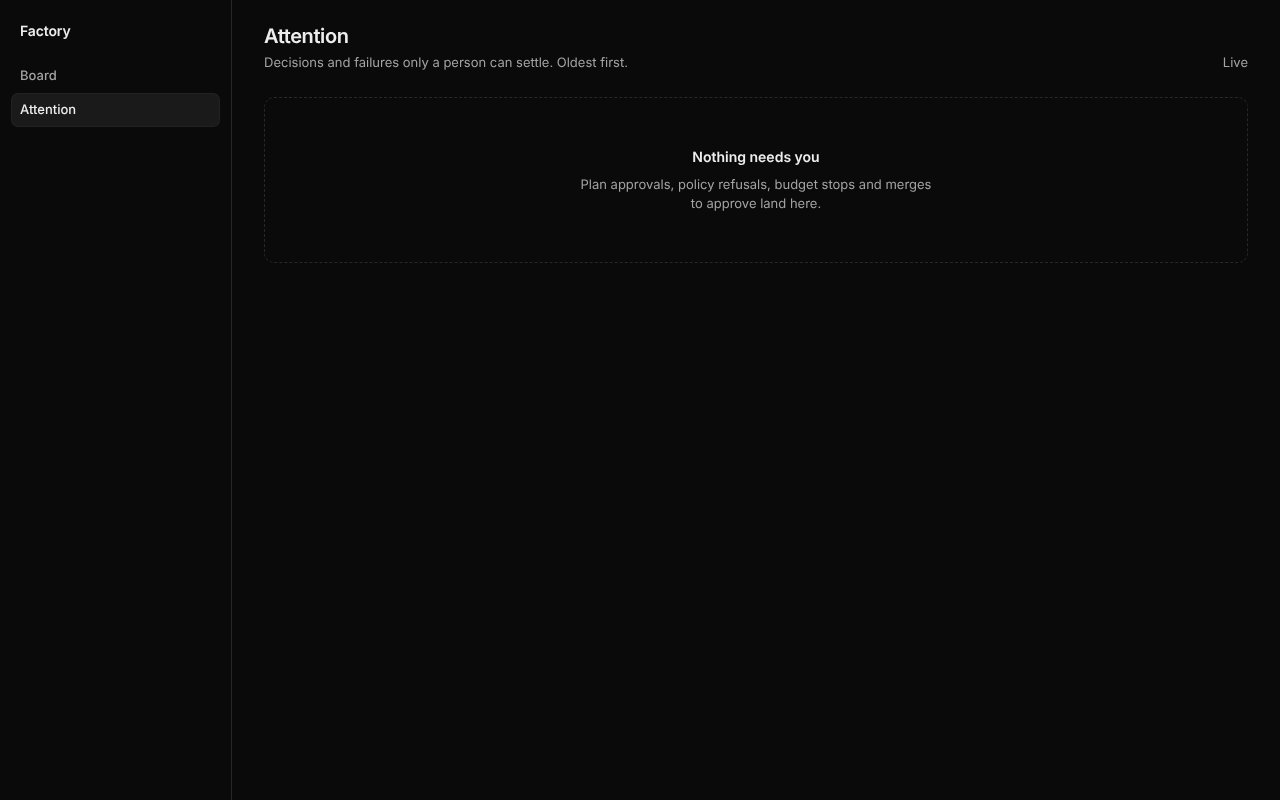 Factory
Board
Attention
Attention
Decisions and failures only a person can settle. Oldest first.
Live
Nothing needs you
Plan approvals, policy refusals, budget stops and merges
to approve land here.